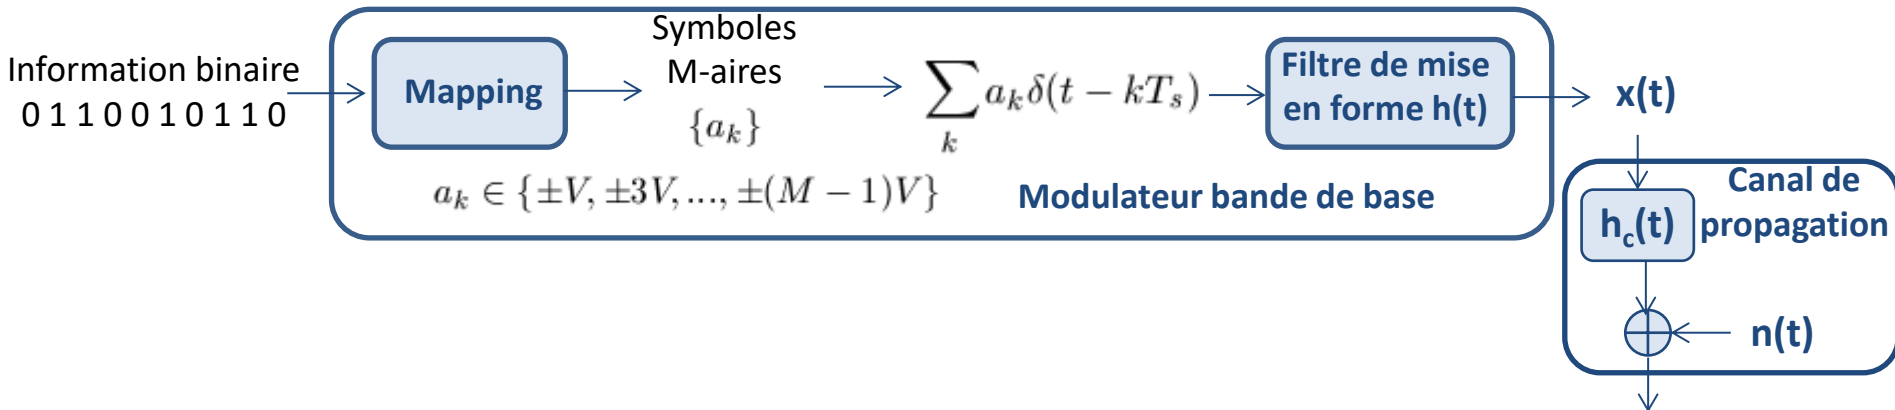 Information binaire
0 1 1 0 0 1 0 1 1 0
Mapping
Symboles
M-aires
{a_k}
\sum_k a_k δ(t − kT_s)
Filtre de mise
en forme h(t)
x(t)
a_k ∈ {±V, ±3V, ..., ±(M − 1)V}
Modulateur bande de base
Canal de
propagation
h_c(t)
n(t)